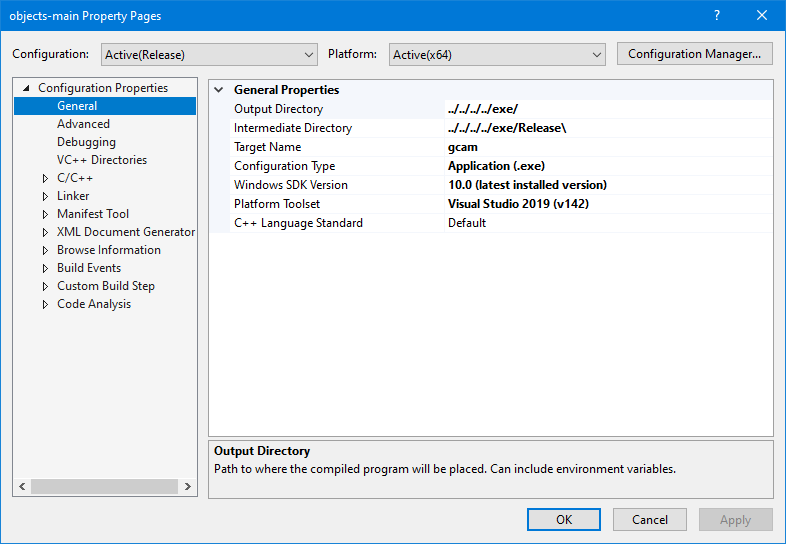 objects-main Property Pages
?
Configuration: Active(Release) Platform: Active(x64) Configuration Manager...
Configuration Properties
General
Advanced
Debugging
VC++ Directories
C/C++
Linker
Manifest Tool
XML Document Generator
Browse Information
Build Events
Custom Build Step
Code Analysis
General Properties
Output Directory ../../../../exe/
Intermediate Directory ../../../../exe/Release\
Target Name gcam
Configuration Type Application (.exe)
Windows SDK Version 10.0 (latest installed version)
Platform Toolset Visual Studio 2019 (v142)
C++ Language Standard Default
Output Directory
Path to where the compiled program will be placed. Can include environment variables.
OK Cancel Apply